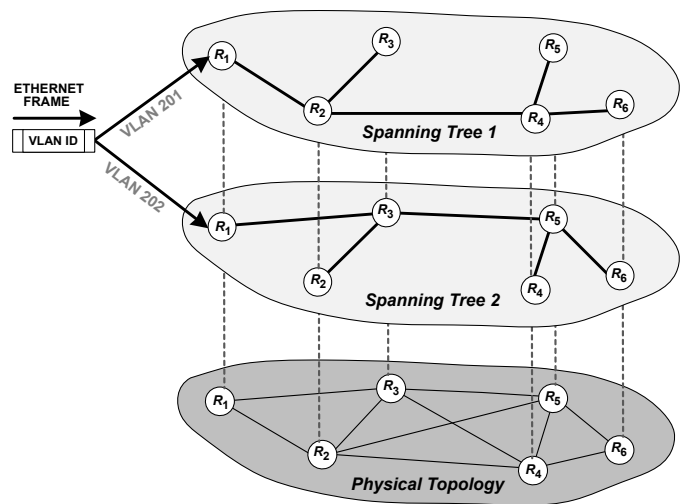 R3
R5
R1
ETHERNET
FRAME
VLAN 201
R2
R4
R6
VLAN ID
Spanning Tree 1
VLAN 202
R1
R3
R5
R2
R4
R6
Spanning Tree 2
R3
R1
R5
R2
R4
R6
Physical Topology